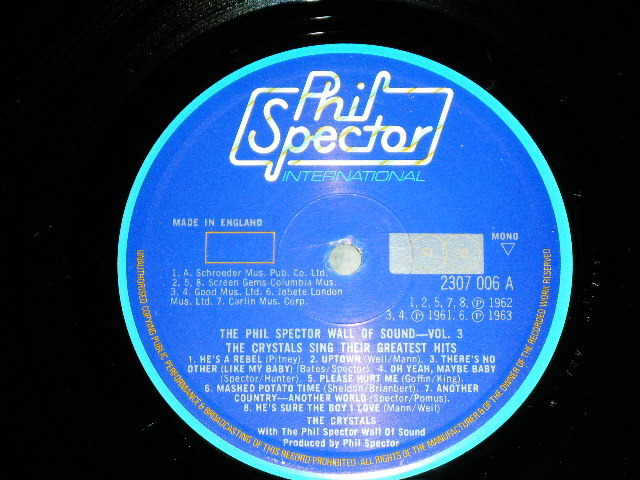 Phil
Spector
INTERNATIONAL
MADE IN ENGLAND
MONO
1. A. Schroeder Mus. Pub. Co. Ltd.
2, 5, 8. Screen Gems-Columbia Mus.
3, 4. Good Mus. Ltd. 6. Jobete London
Mus. Ltd. 7. Carlin Mus. Corp.
2307 006 A
1, 2, 5, 7, 8. ℗ 1962
3, 4. ℗ 1961. 6. ℗ 1963
THE PHIL SPECTOR WALL OF SOUND—VOL. 3
THE CRYSTALS SING THEIR GREATEST HITS
1. HE'S A REBEL (Pitney). 2. UPTOWN (Weil/Mann). 3. THERE'S NO
OTHER (LIKE MY BABY) (Bates/Spector). 4. OH YEAH, MAYBE BABY
(Spector/Hunter). 5. PLEASE HURT ME (Goffin/King).
6. MASHED POTATO TIME (Sheldon/Brianbert). 7. ANOTHER
COUNTRY—ANOTHER WORLD (Spector/Pomus).
8. HE'S SURE THE BOY I LOVE (Mann/Weil)
THE CRYSTALS
With The Phil Spector Wall Of Sound
Produced by Phil Spector
UNAUTHORISED COPYING PUBLIC PERFORMANCE & BROADCASTING OF THIS RECORD PROHIBITED · ALL RIGHTS OF THE MANUFACTURER & OF THE OWNER OF THE RECORDED WORK RESERVED